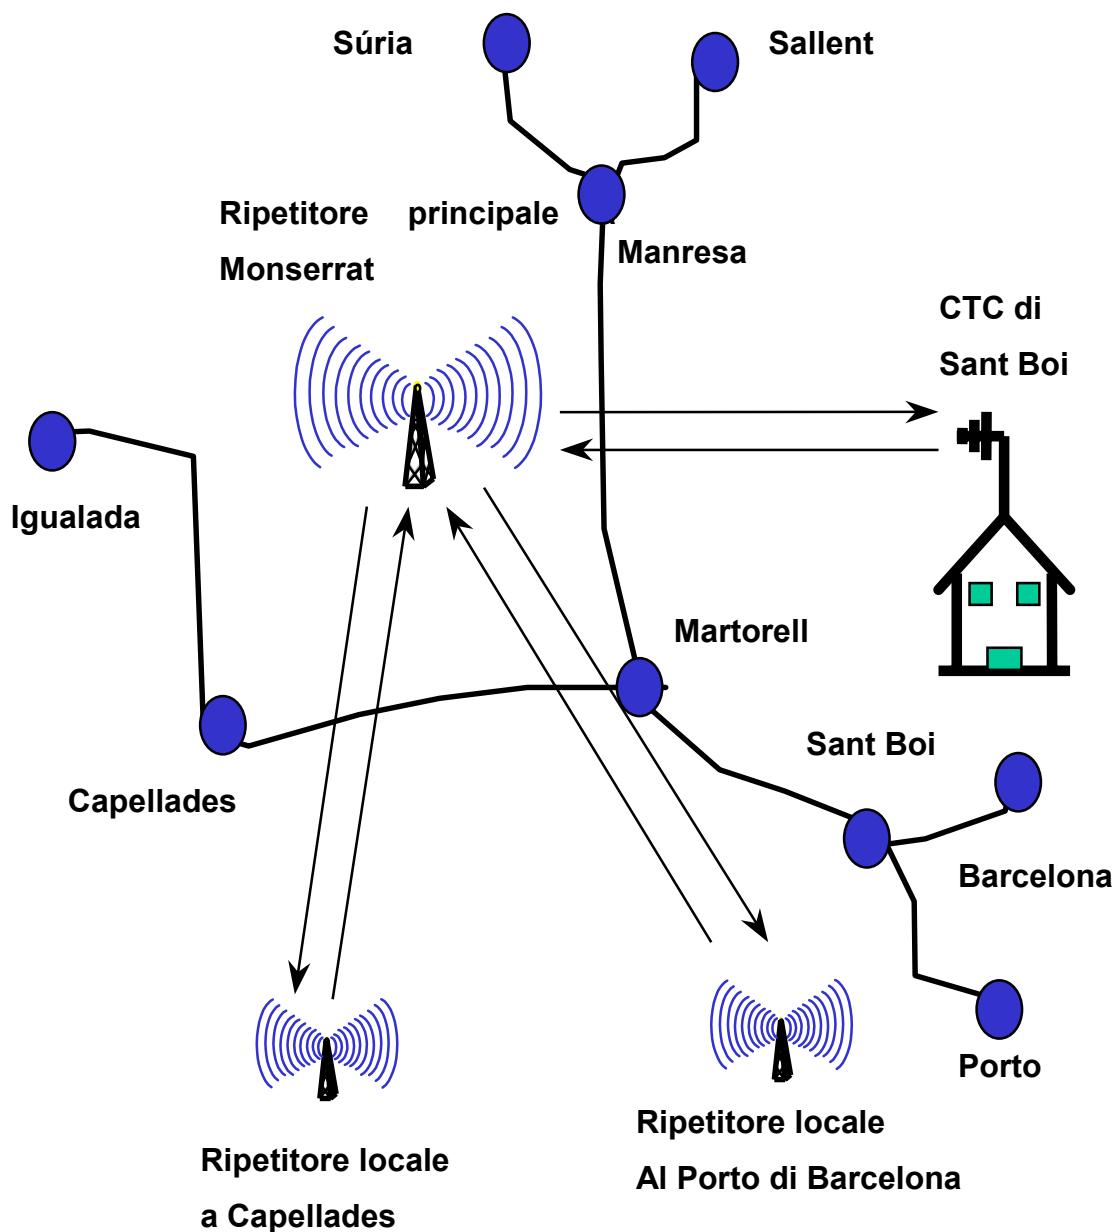 Súria
Sallent
Ripetitore principale
Monserrat
Manresa
CTC di
Sant Boi
Igualada
Martorell
Sant Boi
Capellades
Barcelona
Porto
Ripetitore locale
Al Porto di Barcelona
Ripetitore locale
a Capellades